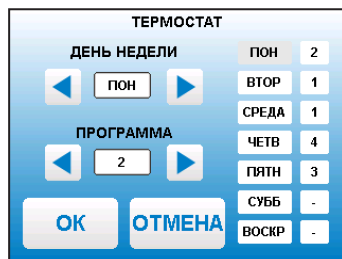 ТЕРМОСТАТ
ДЕНЬ НЕДЕЛИ
ПОН
ПРОГРАММА
2
ОК
ОТМЕНА
ПОН 2
ВТОР 1
СРЕДА 1
ЧЕТВ 4
ПЯТН 3
СУББ -
ВОСКР -